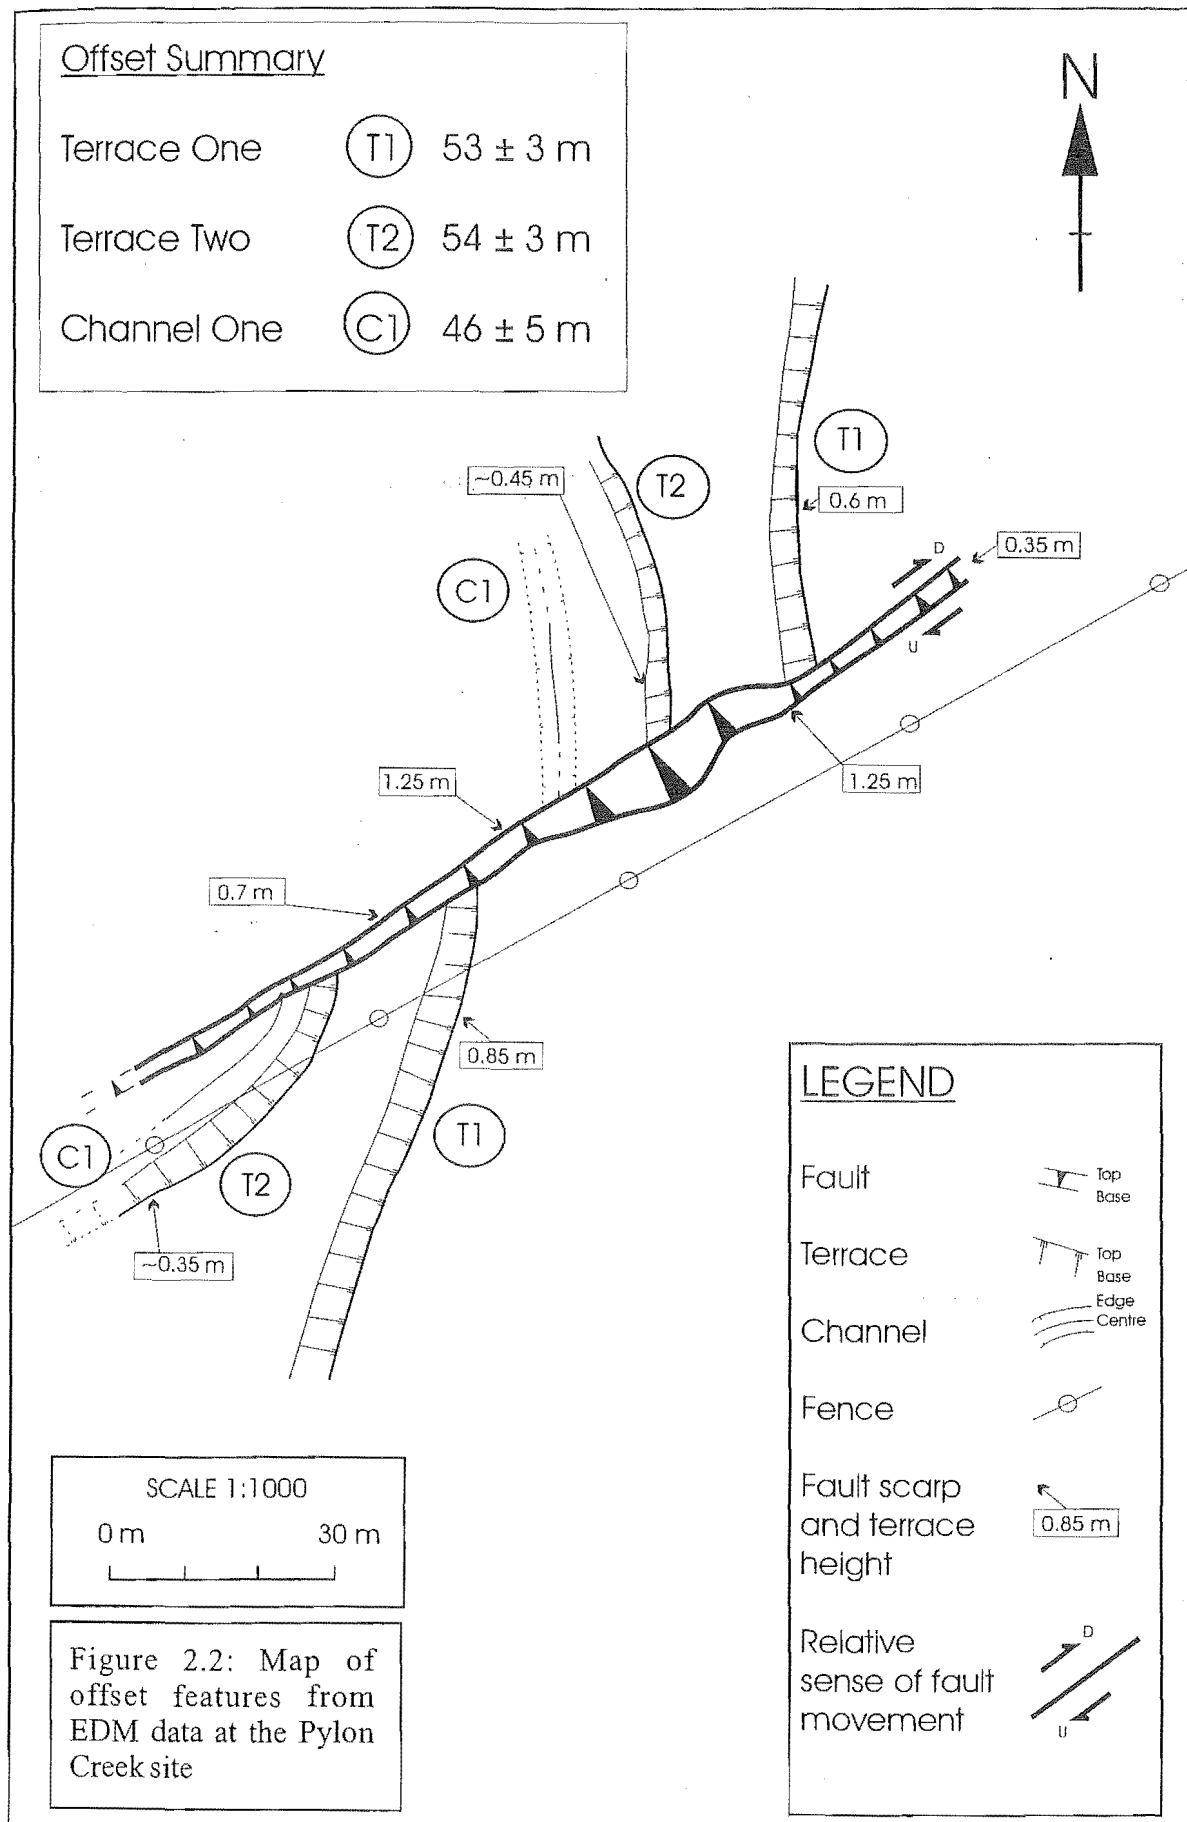 Offset Summary
Terrace One T1 53 ± 3 m
Terrace Two T2 54 ± 3 m
Channel One C1 46 ± 5 m
N
T1
T2
~0.45 m
0.6 m
D
0.35 m
C1
U
1.25 m
1.25 m
0.7 m
0.85 m
C1
T2
T1
~0.35 m
LEGEND
Fault Top
Base
Terrace Top
Base
Channel Edge
Centre
Fence
Fault scarp
and terrace 0.85 m
height
Relative D
sense of fault
movement U
SCALE 1:1000
0 m 30 m
Figure 2.2: Map of
offset features from
EDM data at the Pylon
Creek site